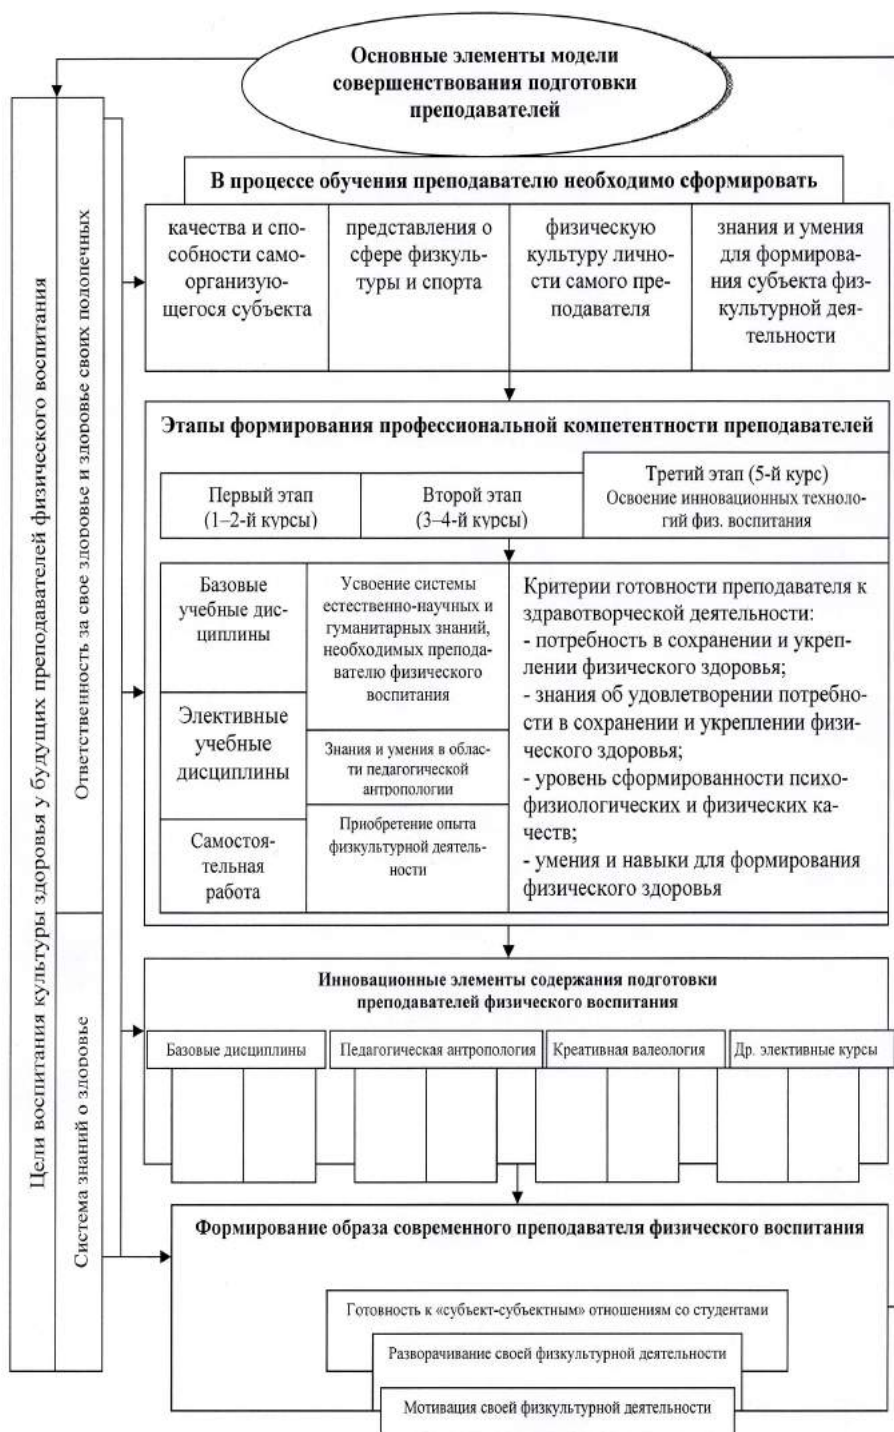 Основные элементы модели
совершенствования подготовки
преподавателей
Цели воспитания культуры здоровья у будущих преподавателей физического воспитания
Ответственность за свое здоровье и здоровье своих подопечных
Система знаний о здоровье
В процессе обучения преподавателю необходимо сформировать
качества и спо-
собности само-
организую-
щегося субъекта
представления о
сфере физкуль-
туры и спорта
физическую
культуру лично-
сти самого пре-
подавателя
знания и умения
для формирова-
ния субъекта физ-
культурной дея-
тельности
Этапы формирования профессиональной компетентности преподавателей
Первый этап
(1–2-й курсы)
Второй этап
(3–4-й курсы)
Третий этап (5-й курс)
Освоение инновационных техноло-
гий физ. воспитания
Базовые
учебные дис-
циплины
Элективные
учебные
дисциплины
Самостоя-
тельная
работа
Усвоение системы
естественно-научных и
гуманитарных знаний,
необходимых препода-
вателю физического
воспитания
Знания и умения в обла-
сти педагогической
антропологии
Приобретение опыта
физкультурной деятель-
ности
Критерии готовности преподавателя к
здравотворческой деятельности:
- потребность в сохранении и укреп-
лении физического здоровья;
- знания об удовлетворении потребно-
сти в сохранении и укреплении физи-
ческого здоровья;
- уровень сформированности психо-
физиологических и физических ка-
честв;
- умения и навыки для формирования
физического здоровья
Инновационные элементы содержания подготовки
преподавателей физического воспитания
Базовые дисциплины
Педагогическая антропология
Креативная валеология
Др. элективные курсы
Формирование образа современного преподавателя физического воспитания
Готовность к «субъект-субъектным» отношениям со студентами
Разворачивание своей физкультурной деятельности
Мотивация своей физкультурной деятельности